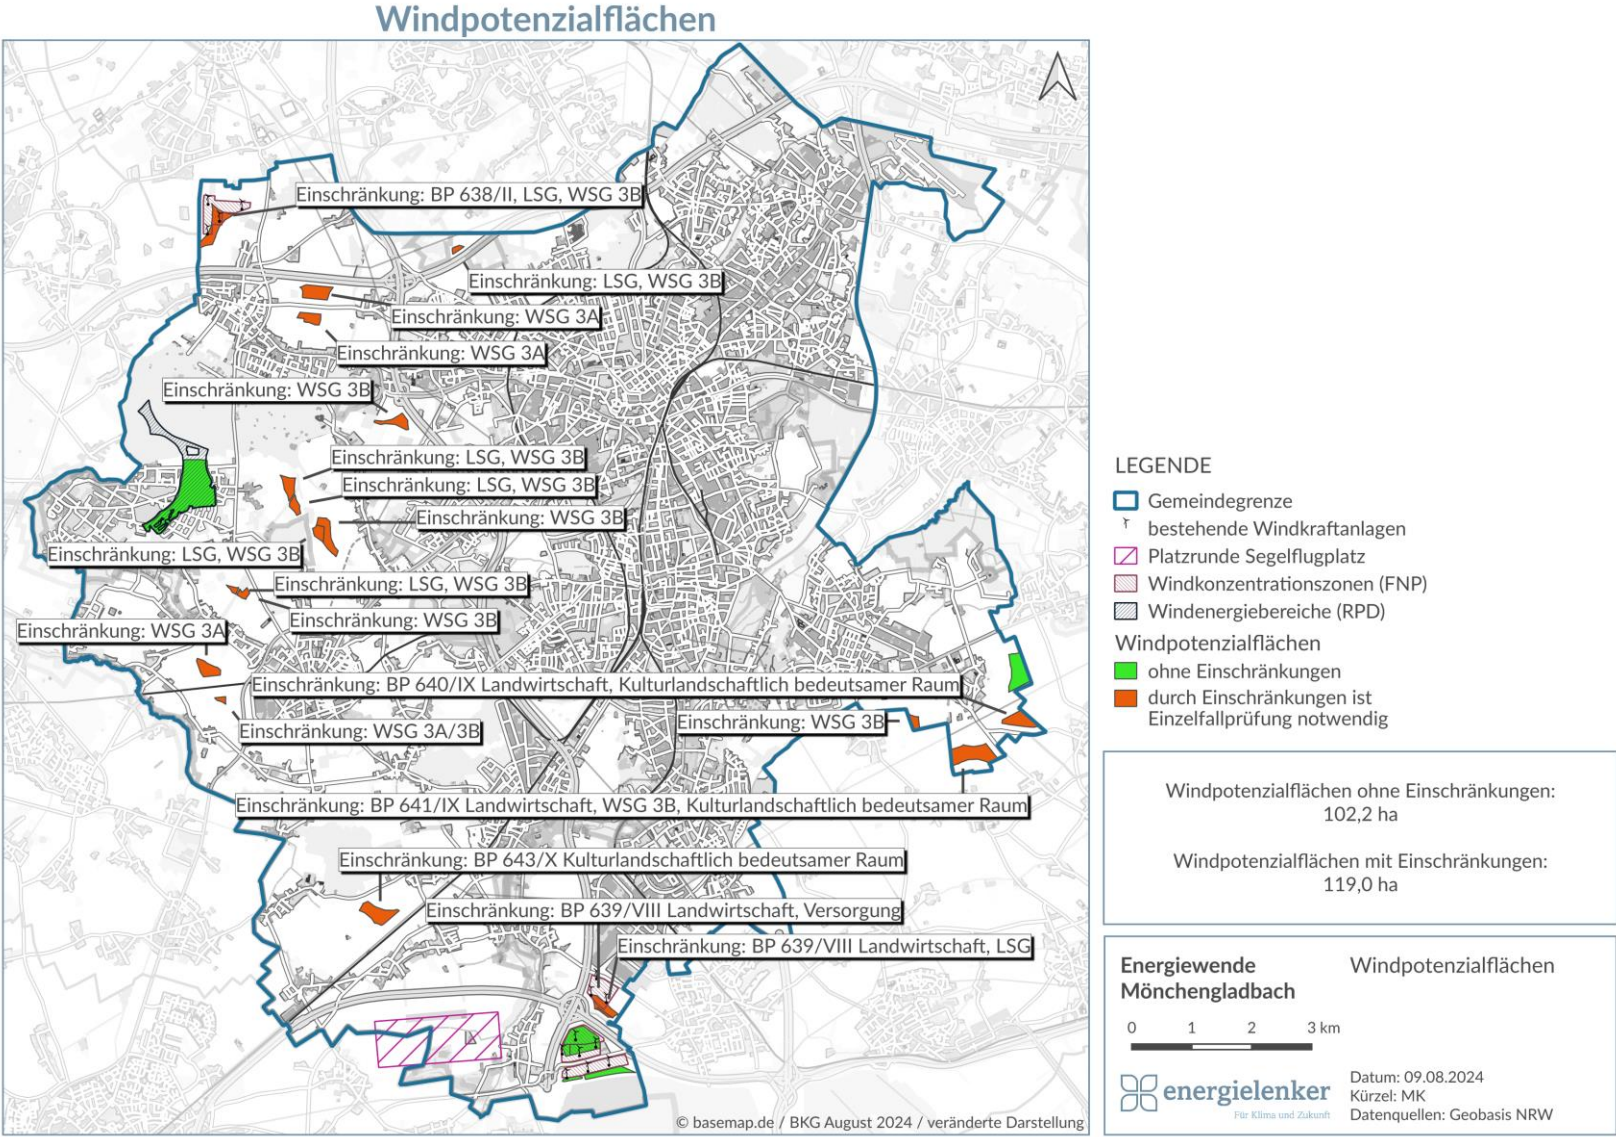 Windpotenzialflächen
Einschränkung: BP 638/II, LSG, WSG 3B
Einschränkung: LSG, WSG 3B
Einschränkung: WSG 3A
Einschränkung: WSG 3A
Einschränkung: WSG 3B
Einschränkung: LSG, WSG 3B
Einschränkung: LSG, WSG 3B
Einschränkung: WSG 3B
Einschränkung: LSG, WSG 3B
Einschränkung: LSG, WSG 3B
Einschränkung: WSG 3B
Einschränkung: WSG 3A
Einschränkung: BP 640/IX Landwirtschaft, Kulturlandschaftlich bedeutsamer Raum
Einschränkung: WSG 3B
Einschränkung: WSG 3A/3B
Einschränkung: BP 641/IX Landwirtschaft, WSG 3B, Kulturlandschaftlich bedeutsamer Raum
Einschränkung: BP 643/X Kulturlandschaftlich bedeutsamer Raum
Einschränkung: BP 639/VIII Landwirtschaft, Versorgung
Einschränkung: BP 639/VIII Landwirtschaft, LSG
© basemap.de / BKG August 2024 / veränderte Darstellung
LEGENDE
Gemeindegrenze
bestehende Windkraftanlagen
Platzrunde Segelflugplatz
Windkonzentrationszonen (FNP)
Windenergiebereiche (RPD)
Windpotenzialflächen
ohne Einschränkungen
durch Einschränkungen ist
Einzelfallprüfung notwendig
Windpotenzialflächen ohne Einschränkungen:
102,2 ha
Windpotenzialflächen mit Einschränkungen:
119,0 ha
Energiewende
Mönchengladbach
Windpotenzialflächen
0 1 2 3 km
energielenker
Für Klima und Zukunft
Datum: 09.08.2024
Kürzel: MK
Datenquellen: Geobasis NRW